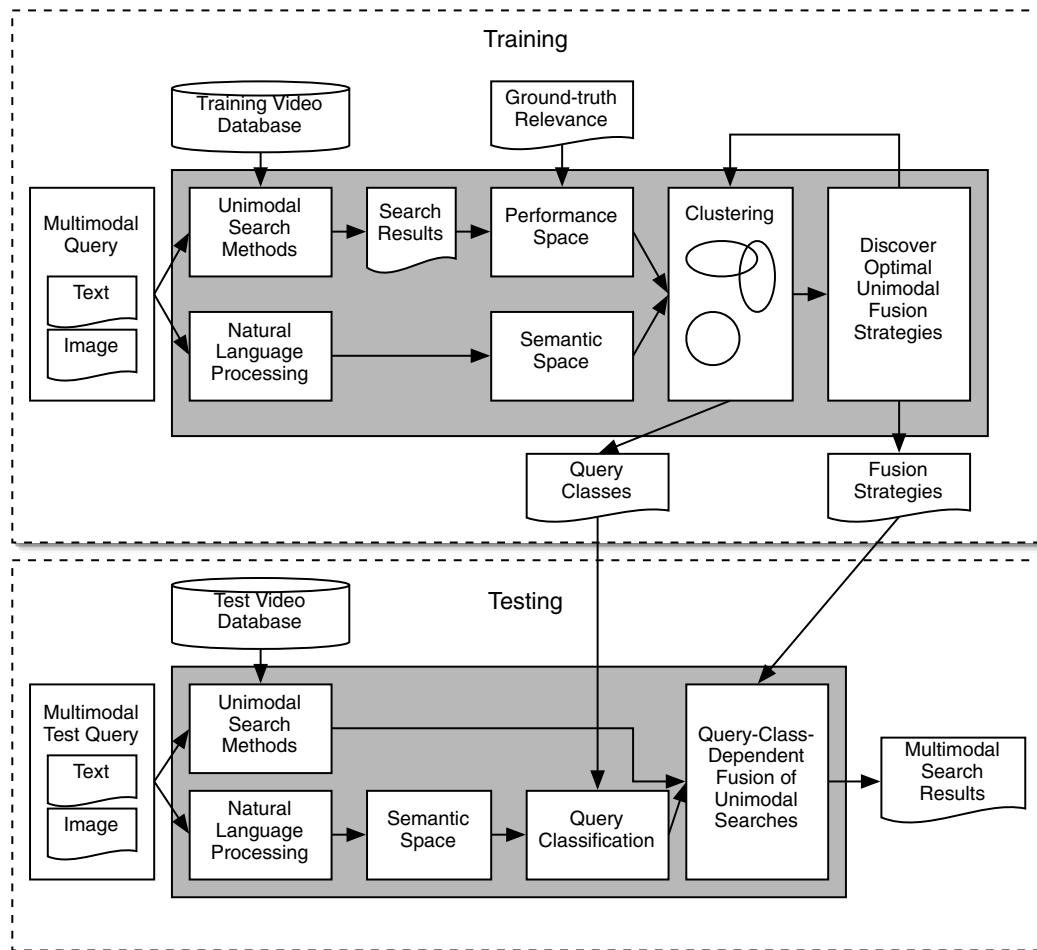 Training
Training Video
Database
Ground-truth
Relevance
Multimodal
Query
Text
Image
Unimodal
Search
Methods
Search
Results
Performance
Space
Clustering
Discover
Optimal
Unimodal
Fusion
Strategies
Natural
Language
Processing
Semantic
Space
Query
Classes
Fusion
Strategies
Testing
Test Video
Database
Multimodal
Test Query
Text
Image
Unimodal
Search
Methods
Natural
Language
Processing
Semantic
Space
Query
Classification
Query-Class-
Dependent
Fusion of
Unimodal
Searches
Multimodal
Search
Results